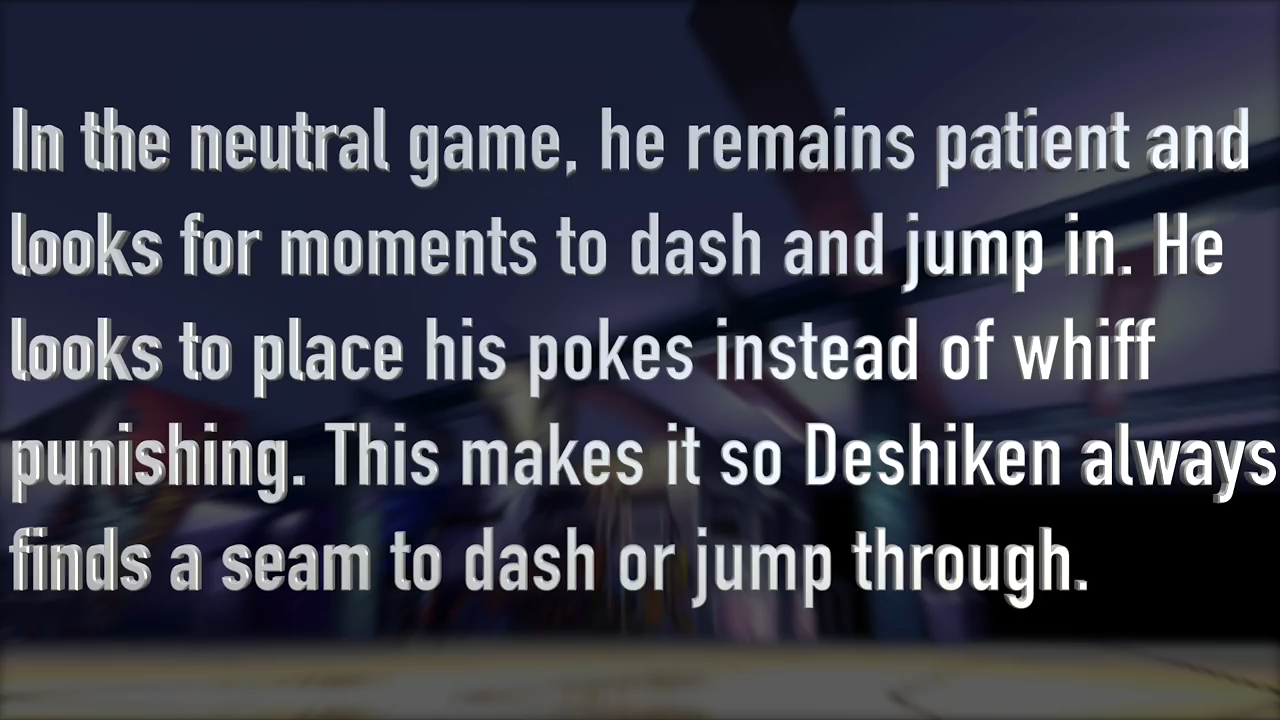 In the neutral game, he remains patient and
looks for moments to dash and jump in. He
looks to place his pokes instead of whiff
punishing. This makes it so Deshiken always
finds a seam to dash or jump through.